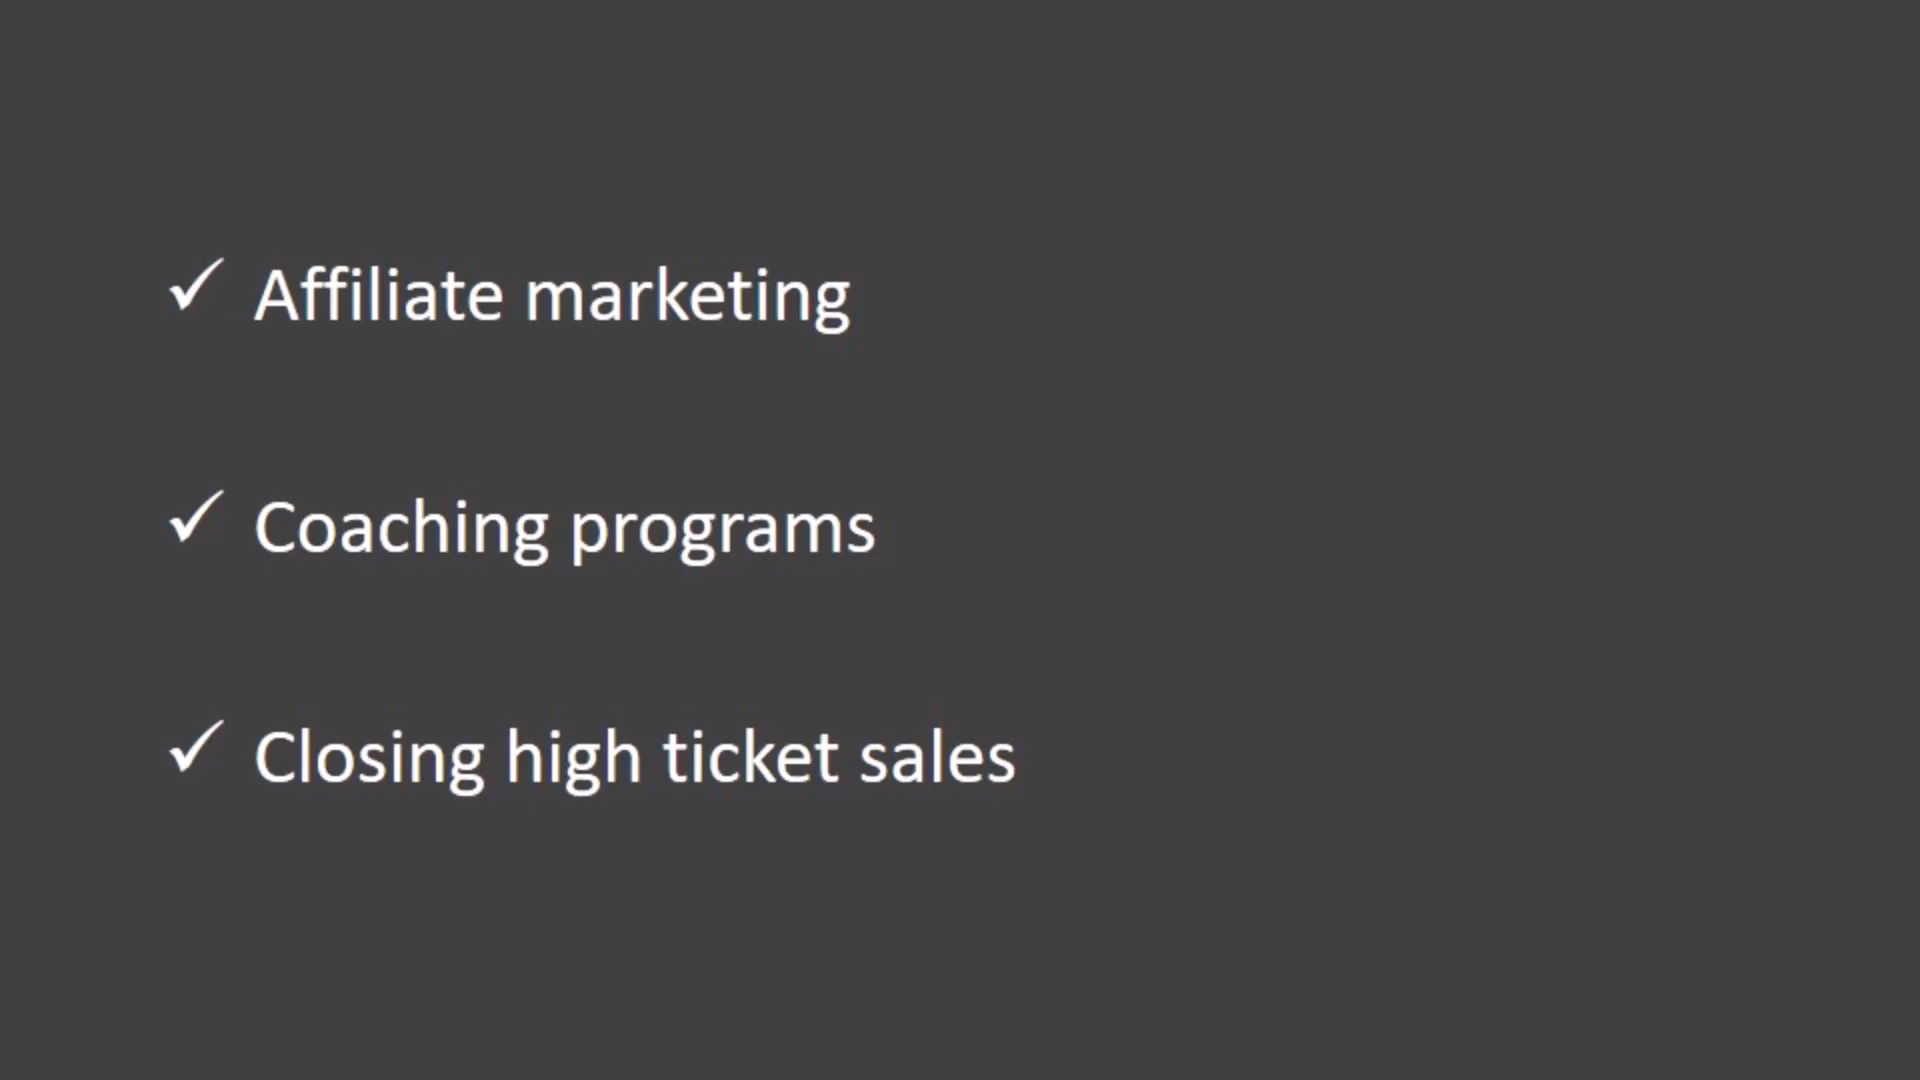 ✓ Affiliate marketing
✓ Coaching programs
✓ Closing high ticket sales